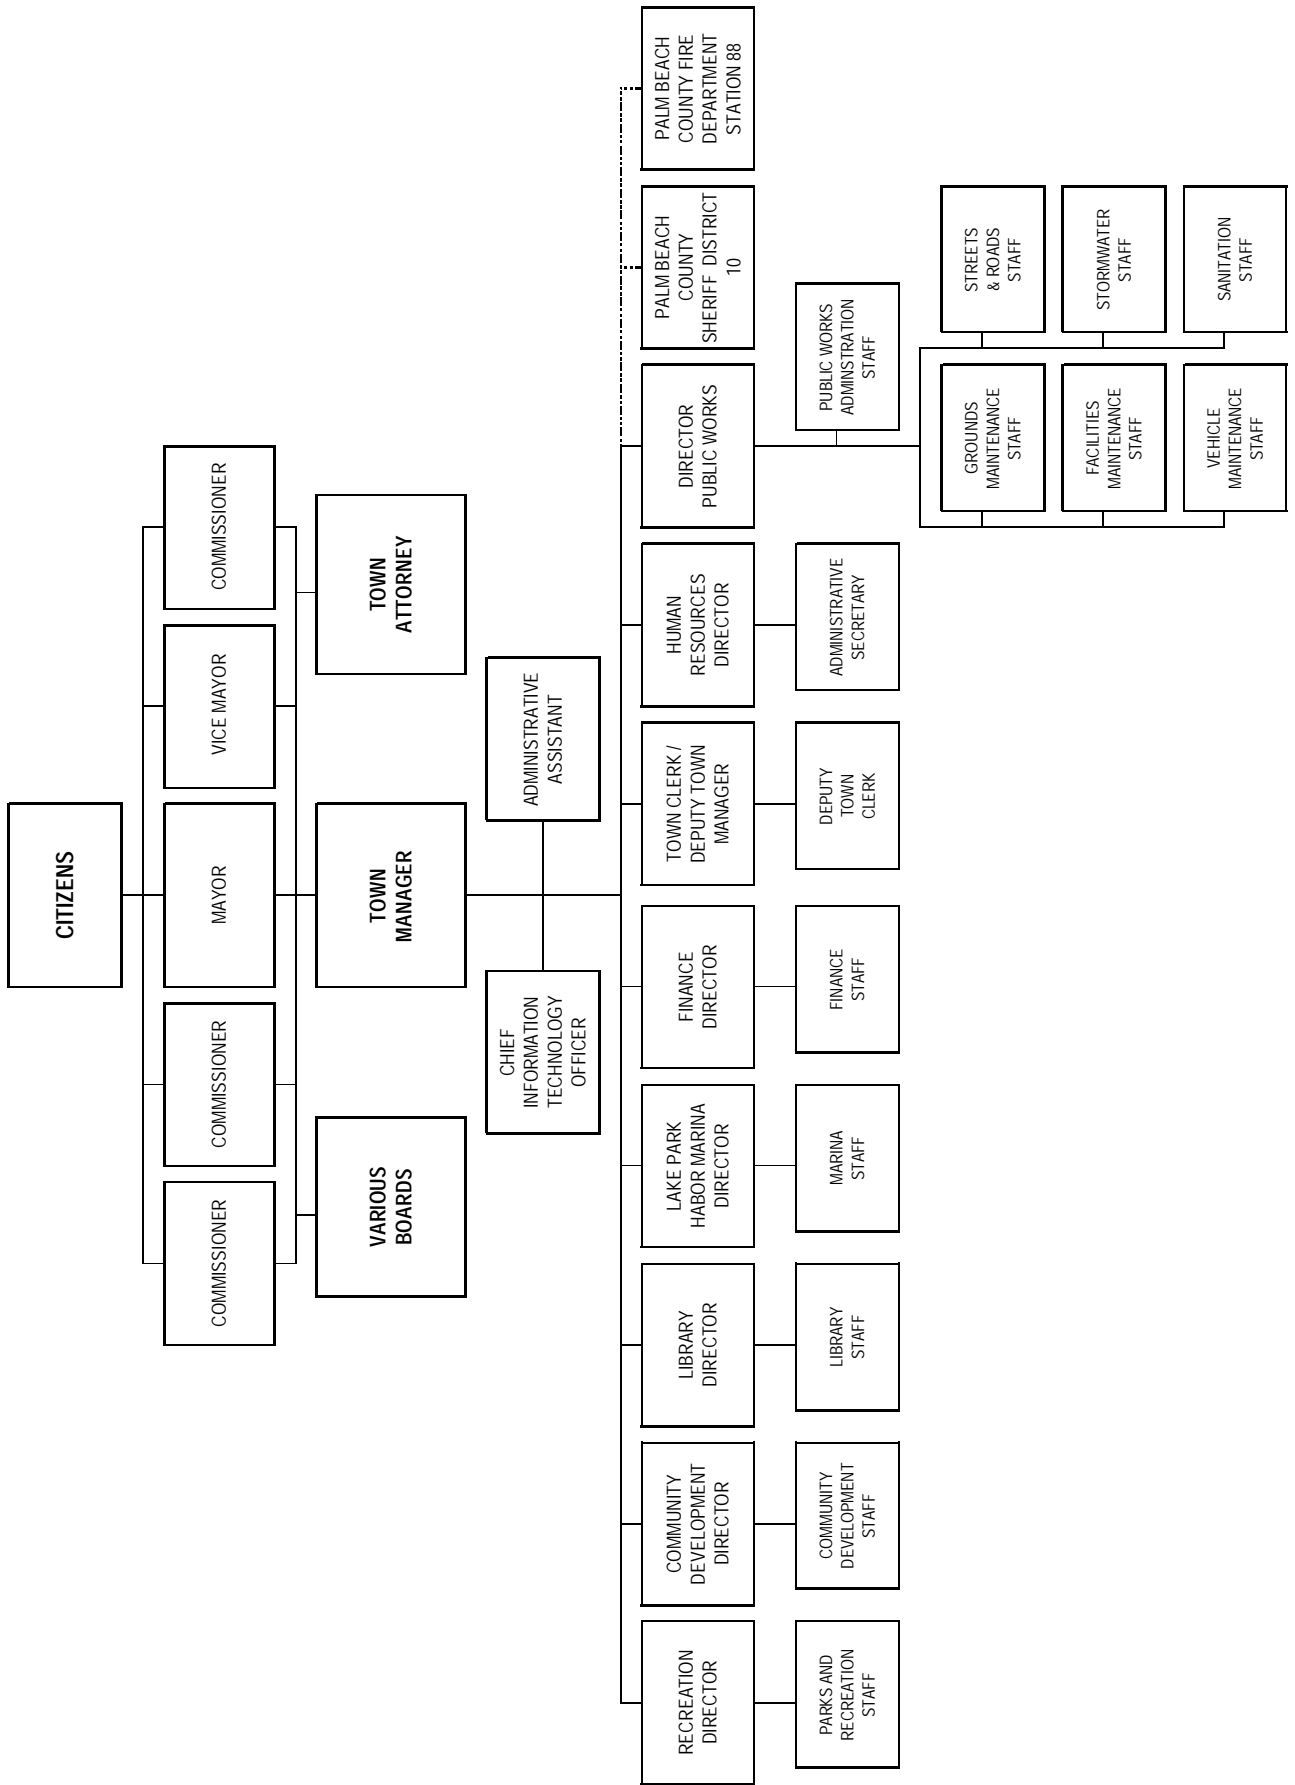 CITIZENS
COMMISSIONER
COMMISSIONER
MAYOR
VICE MAYOR
COMMISSIONER
VARIOUS
BOARDS
TOWN
MANAGER
TOWN
ATTORNEY
CHIEF
INFORMATION
TECHNOLOGY
OFFICER
ADMINISTRATIVE
ASSISTANT
RECREATION
DIRECTOR
COMMUNITY
DEVELOPMENT
DIRECTOR
LIBRARY
DIRECTOR
LAKE PARK
HABOR MARINA
DIRECTOR
FINANCE
DIRECTOR
TOWN CLERK /
DEPUTY TOWN
MANAGER
HUMAN
RESOURCES
DIRECTOR
DIRECTOR
PUBLIC WORKS
PALM BEACH
COUNTY
SHERIFF DISTRICT
10
PALM BEACH
COUNTY FIRE
DEPARTMENT
STATION 88
PARKS AND
RECREATION
STAFF
COMMUNITY
DEVELOPMENT
STAFF
LIBRARY
STAFF
MARINA
STAFF
FINANCE
STAFF
DEPUTY
TOWN
CLERK
ADMINISTRATIVE
SECRETARY
PUBLIC WORKS
ADMINSTRATION
STAFF
GROUNDS
MAINTENANCE
STAFF
STREETS
& ROADS
STAFF
FACILITIES
MAINTENANCE
STAFF
STORMWATER
STAFF
VEHICLE
MAINTENANCE
STAFF
SANITATION
STAFF